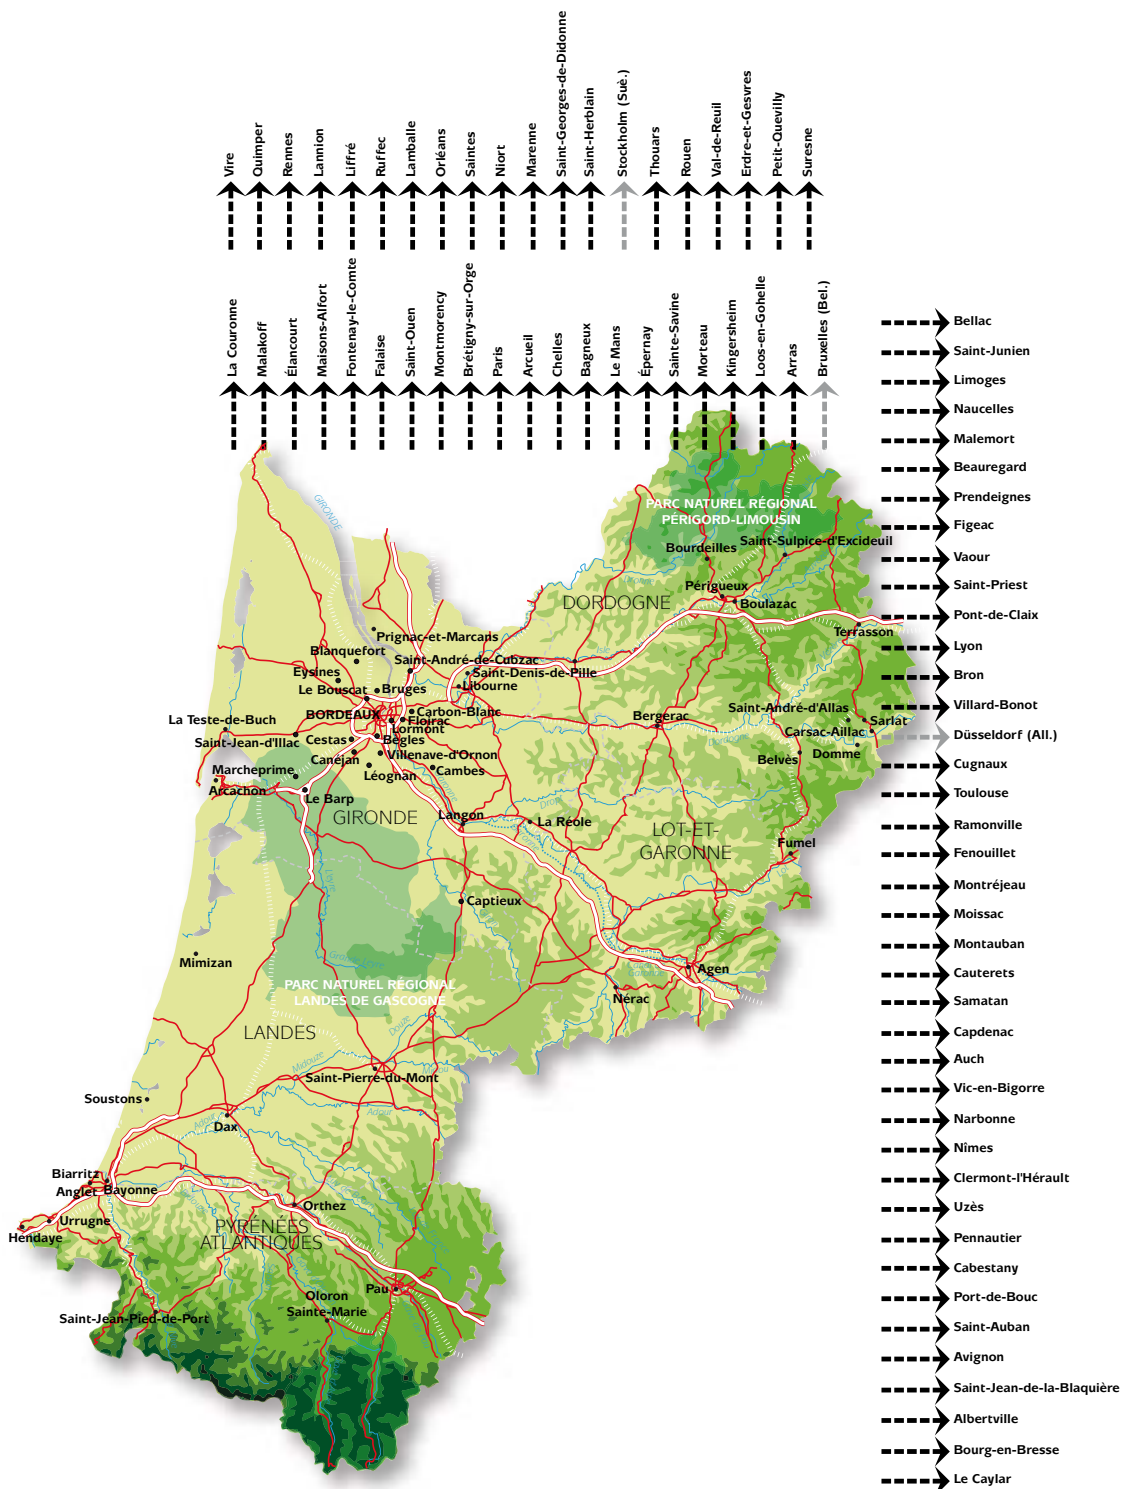 Vire
Quimper
Rennes
Lannion
Liffré
Ruffec
Lamballe
Orléans
Saintes
Niort
Marenne
Saint-Georges-de-Didonne
Saint-Herblain
Stockholm (Suè.)
Thouars
Rouen
Val-de-Reuil
Erdre-et-Gesvres
Petit-Quevilly
Suresne
La Couronne
Malakoff
Élancourt
Maisons-Alfort
Fontenay-le-Comte
Falaise
Saint-Ouen
Montmorency
Brétigny-sur-Orge
Paris
Arcueil
Chelles
Bagneux
Le Mans
Épernay
Sainte-Savine
Morteau
Kingersheim
Loos-en-Gohelle
Arras
Bruxelles (Bel.)
Bellac
Saint-Junien
Limoges
Naucelles
Malemort
Beauregard
Prendeignes
Figeac
Vaour
Saint-Priest
Pont-de-Claix
Lyon
Bron
Villard-Bonot
Düsseldorf (All.)
Cugnaux
Toulouse
Ramonville
Fenouillet
Montréjeau
Moissac
Montauban
Cauterets
Samatan
Capdenac
Auch
Vic-en-Bigorre
Narbonne
Nîmes
Clermont-l'Hérault
Uzès
Pennautier
Cabestany
Port-de-Bouc
Saint-Auban
Avignon
Saint-Jean-de-la-Blaquière
Albertville
Bourg-en-Bresse
Le Caylar
GIRONDE
PARC NATUREL RÉGIONAL
PÉRIGORD-LIMOUSIN
Bourdeilles
Saint-Sulpice-d'Excideuil
Périgueux
Boulazac
DORDOGNE
Isle
Terrasson
Prignac-et-Marcans
Blanquefort
Saint-André-de-Cubzac
Eysines
Saint-Denis-de-Pille
Le Bouscat
Bruges
Libourne
La Teste-de-Buch
BORDEAUX
Carbon-Blanc
Floirac
Lormont
Bergerac
Saint-André-d'Allas
Sarlat
Carsac-Aillac
Dordogne
Saint-Jean-d'Illac
Cestas
Bègles
Villenave-d'Ornon
Canéjan
Domme
Belvès
Marcheprime
Léognan
Cambes
Arcachon
Le Barp
Dropt
GIRONDE
Langon
La Réole
LOT-ET-
GARONNE
Fumel
Captieux
Mimizan
Agen
Nérac
PARC NATUREL RÉGIONAL
LANDES DE GASCOGNE
LANDES
Douze
Midouze
Saint-Pierre-du-Mont
Soustons
Adour
Adour
Dax
Biarritz
Anglet
Bayonne
Orthez
Urrugne
Hendaye
PYRÉNÉES
ATLANTIQUES
Pau
Oloron
Sainte-Marie
Saint-Jean-Pied-de-Port